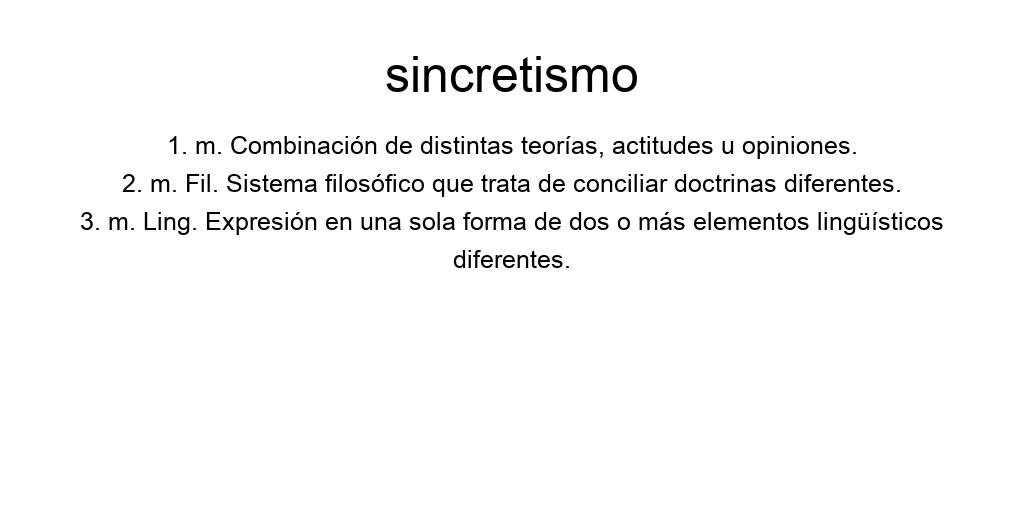 sincretismo
1. m. Combinación de distintas teorías, actitudes u opiniones.
2. m. Fil. Sistema filosófico que trata de conciliar doctrinas diferentes.
3. m. Ling. Expresión en una sola forma de dos o más elementos lingüísticos
diferentes.